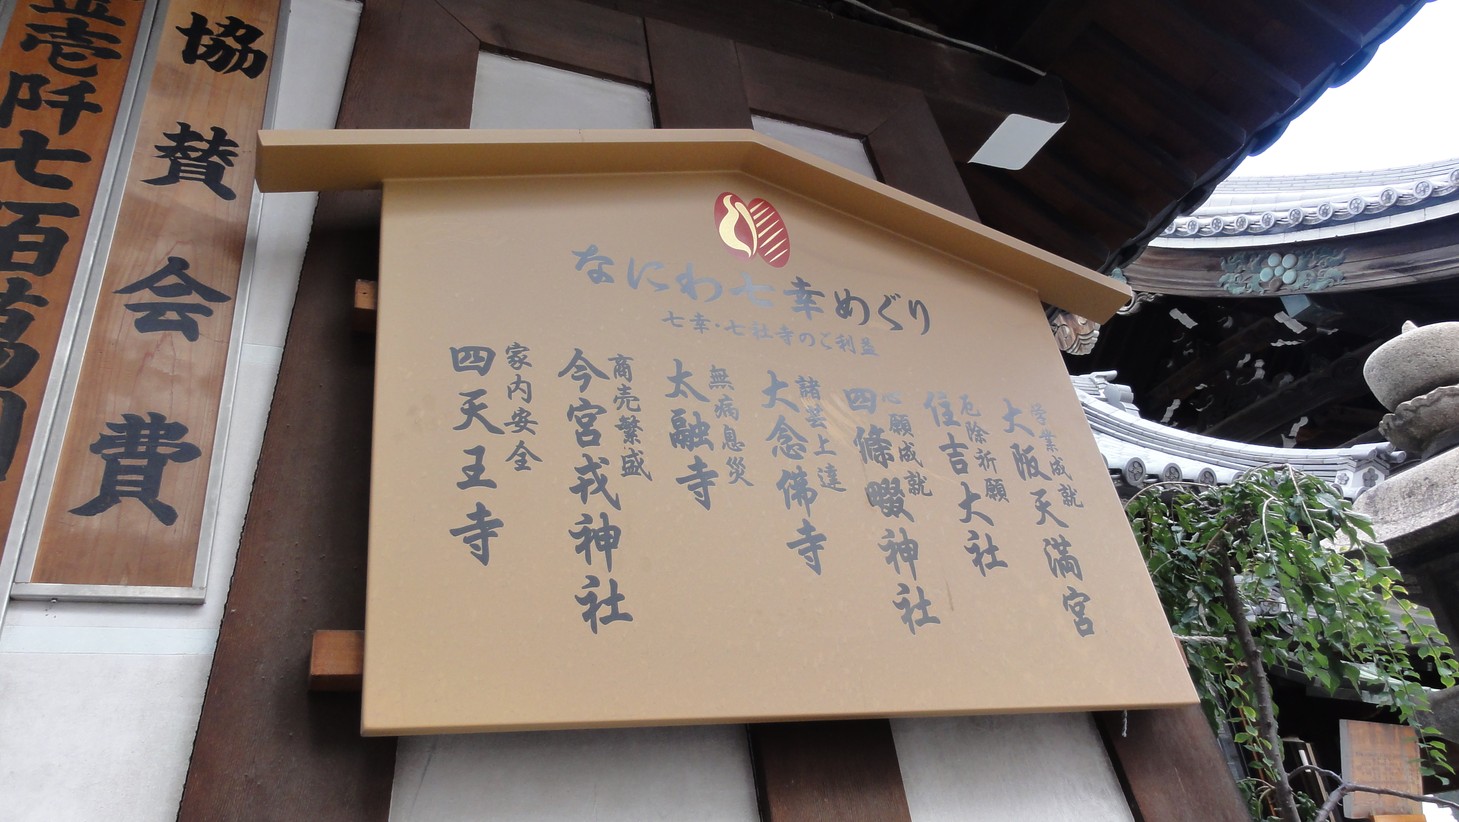 なにわ七幸めぐり
七幸・七社寺のご利益
学業成就
大阪天満宮
厄除祈願
住吉大社
心願成就
四條畷神社
諸芸上達
大念佛寺
無病息災
太融寺
商売繁盛
今宮戎神社
家内安全
四天王寺
協賛会費
金壱阡七百萬円